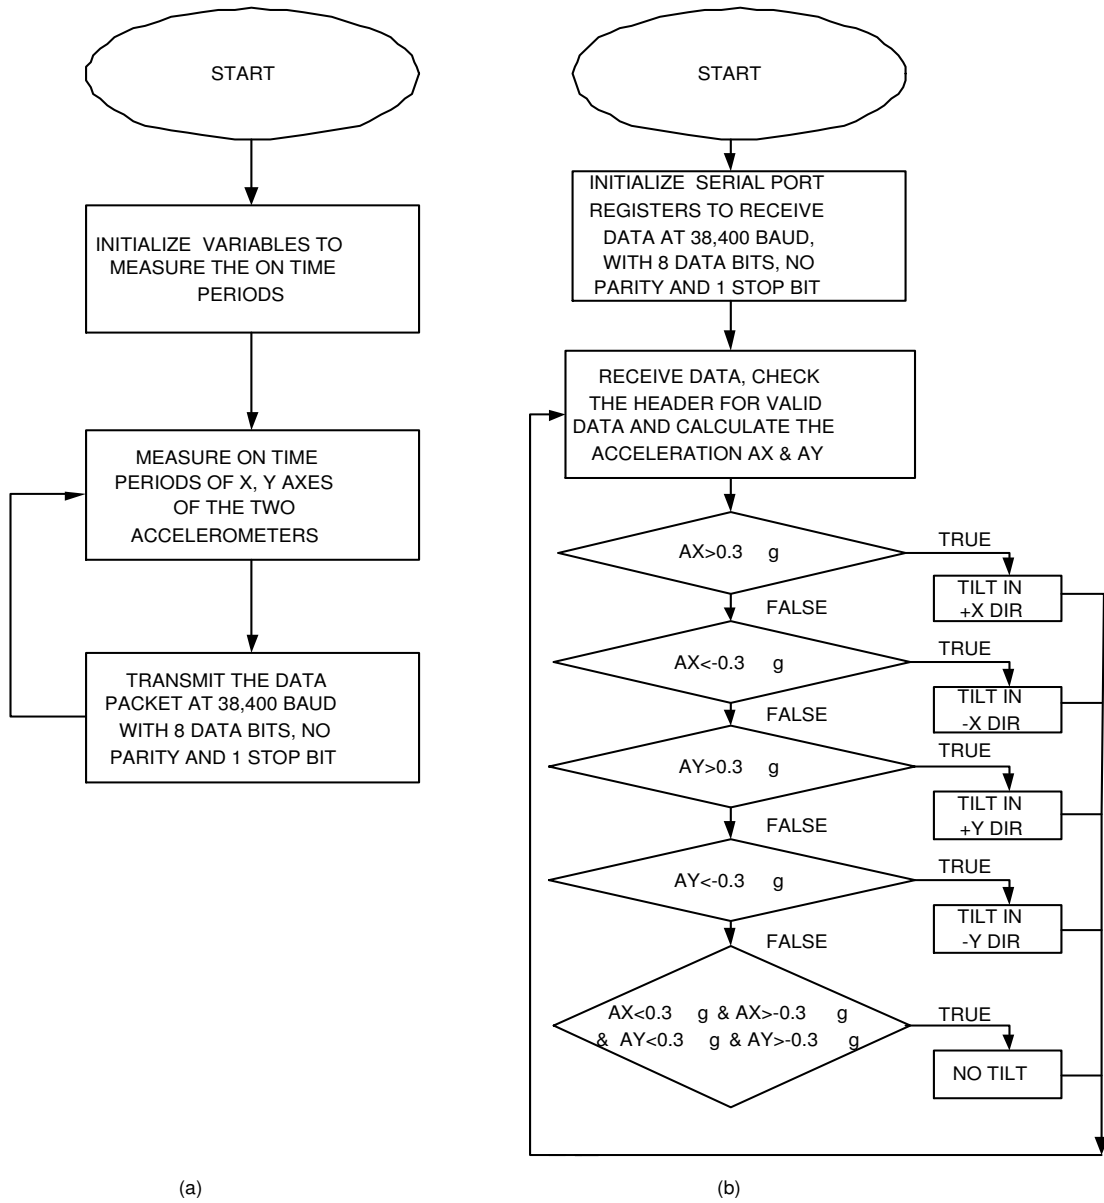 START
INITIALIZE VARIABLES TO
MEASURE THE ON TIME
PERIODS
MEASURE ON TIME
PERIODS OF X, Y AXES
OF THE TWO
ACCELEROMETERS
TRANSMIT THE DATA
PACKET AT 38,400 BAUD
WITH 8 DATA BITS, NO
PARITY AND 1 STOP BIT
(a)
START
INITIALIZE SERIAL PORT
REGISTERS TO RECEIVE
DATA AT 38,400 BAUD,
WITH 8 DATA BITS, NO
PARITY AND 1 STOP BIT
RECEIVE DATA, CHECK
THE HEADER FOR VALID
DATA AND CALCULATE THE
ACCELERATION AX & AY
AX>0.3 g
TRUE
TILT IN
+X DIR
FALSE
AX<-0.3 g
TRUE
TILT IN
-X DIR
FALSE
AY>0.3 g
TRUE
TILT IN
+Y DIR
FALSE
AY<-0.3 g
TRUE
TILT IN
-Y DIR
FALSE
AX<0.3 g & AX>-0.3 g
& AY<0.3 g & AY>-0.3 g
TRUE
NO TILT
(b)